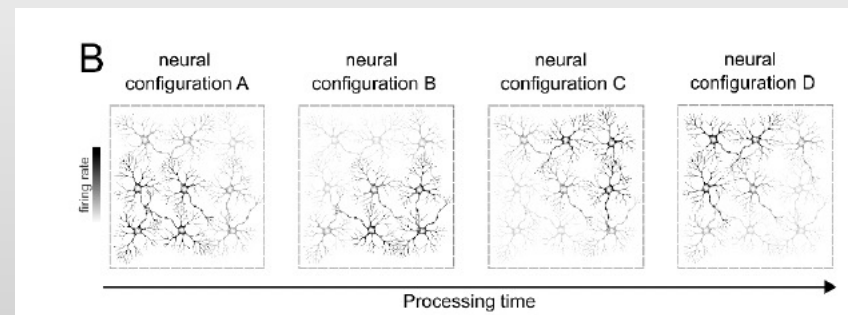 B
neural
configuration A
neural
configuration B
neural
configuration C
neural
configuration D
firing rate
Processing time